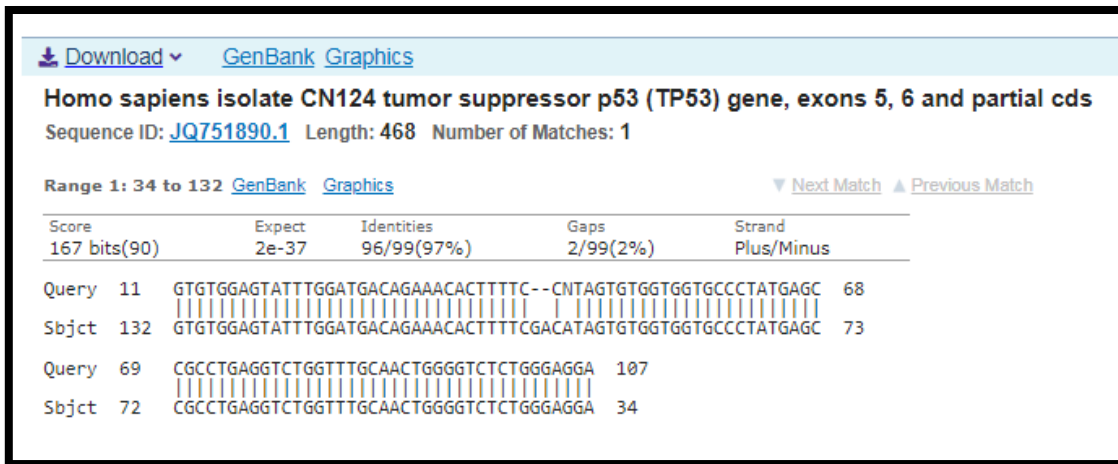 Download GenBank Graphics
Homo sapiens isolate CN124 tumor suppressor p53 (TP53) gene, exons 5, 6 and partial cds
Sequence ID: JQ751890.1 Length: 468 Number of Matches: 1
Range 1: 34 to 132 GenBank Graphics ▼ Next Match ▲ Previous Match
Score Expect Identities Gaps Strand
167 bits(90) 2e-37 96/99(97%) 2/99(2%) Plus/Minus
Query 11 GTGTGGAGTATTTGGATGACAGAAACACTTTTC--CNTAGTGTGGTGGTGCCCTATGAGC 68
Sbjct 132 GTGTGGAGTATTTGGATGACAGAAACACTTTTCGACATAGTGTGGTGGTGCCCTATGAGC 73
Query 69 CGCCTGAGGTCTGGTTTGCAACTGGGGTCTCTGGGAGGA 107
Sbjct 72 CGCCTGAGGTCTGGTTTGCAACTGGGGTCTCTGGGAGGA 34